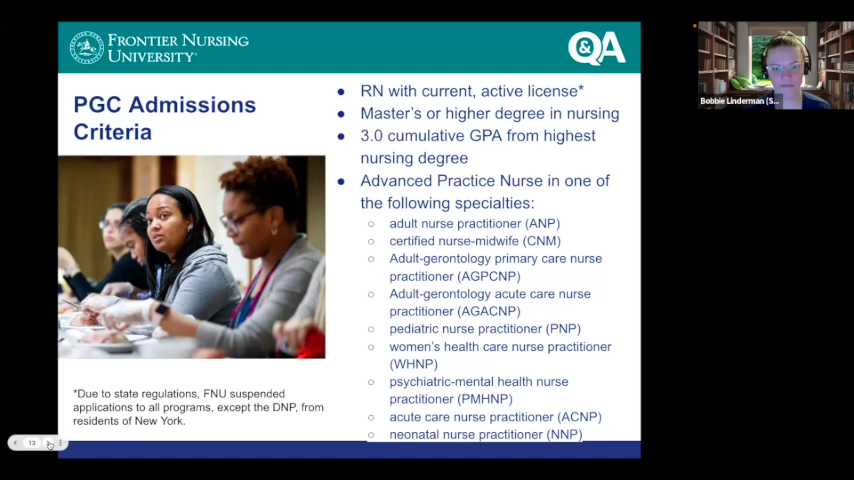 FRONTIER NURSING
UNIVERSITY
Q&A
PGC Admissions
Criteria
● RN with current, active license*
● Master's or higher degree in nursing
● 3.0 cumulative GPA from highest
nursing degree
● Advanced Practice Nurse in one of
the following specialties:
○ adult nurse practitioner (ANP)
○ certified nurse-midwife (CNM)
○ Adult-gerontology primary care nurse
practitioner (AGPCNP)
○ Adult-gerontology acute care nurse
practitioner (AGACNP)
○ pediatric nurse practitioner (PNP)
○ women's health care nurse practitioner
(WHNP)
○ psychiatric-mental health nurse
practitioner (PMHNP)
○ acute care nurse practitioner (ACNP)
○ neonatal nurse practitioner (NNP)
*Due to state regulations, FNU suspended
applications to all programs, except the DNP, from
residents of New York.
13
Bobbie Linderman (S...